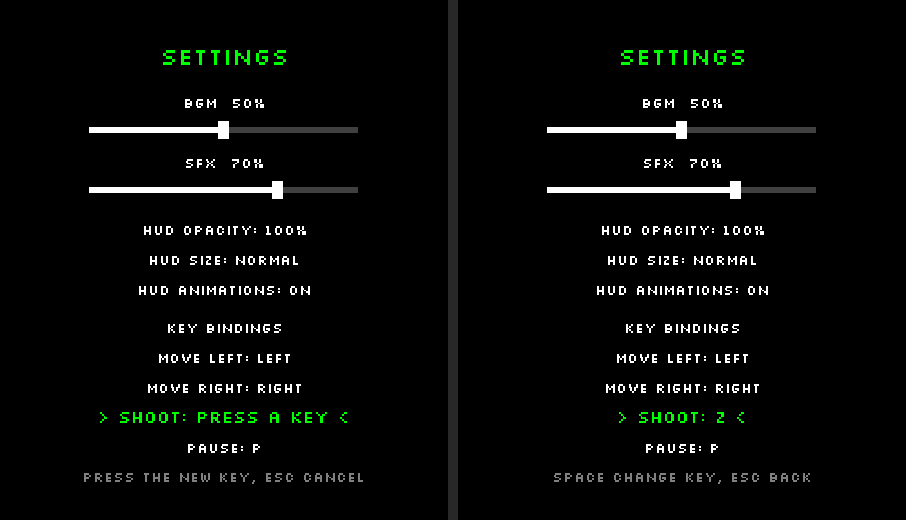 SETTINGS
BGM 50%
SFX 70%
HUD OPACITY: 100%
HUD SIZE: NORMAL
HUD ANIMATIONS: ON
KEY BINDINGS
MOVE LEFT: LEFT
MOVE RIGHT: RIGHT
> SHOOT: PRESS A KEY <
PAUSE: P
PRESS THE NEW KEY, ESC CANCEL
SETTINGS
BGM 50%
SFX 70%
HUD OPACITY: 100%
HUD SIZE: NORMAL
HUD ANIMATIONS: ON
KEY BINDINGS
MOVE LEFT: LEFT
MOVE RIGHT: RIGHT
> SHOOT: Z <
PAUSE: P
SPACE CHANGE KEY, ESC BACK